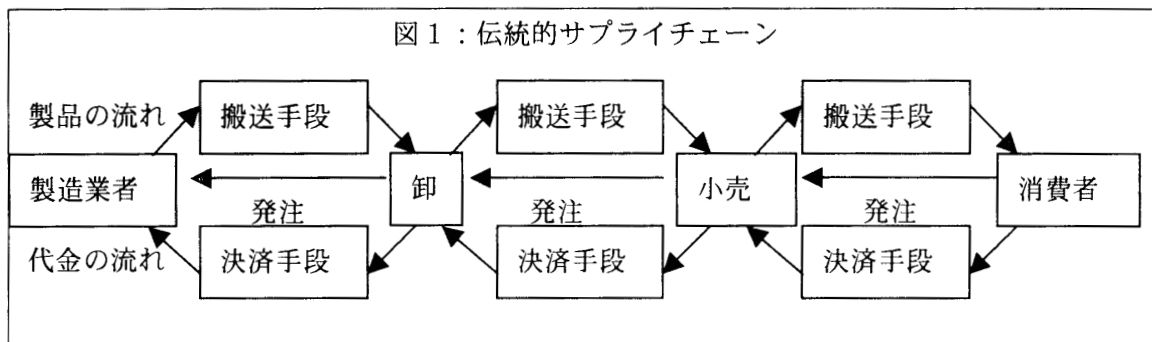 図1：伝統的サプライチェーン
製品の流れ
搬送手段
搬送手段
搬送手段
製造業者
卸
小売
消費者
発注
発注
発注
代金の流れ
決済手段
決済手段
決済手段